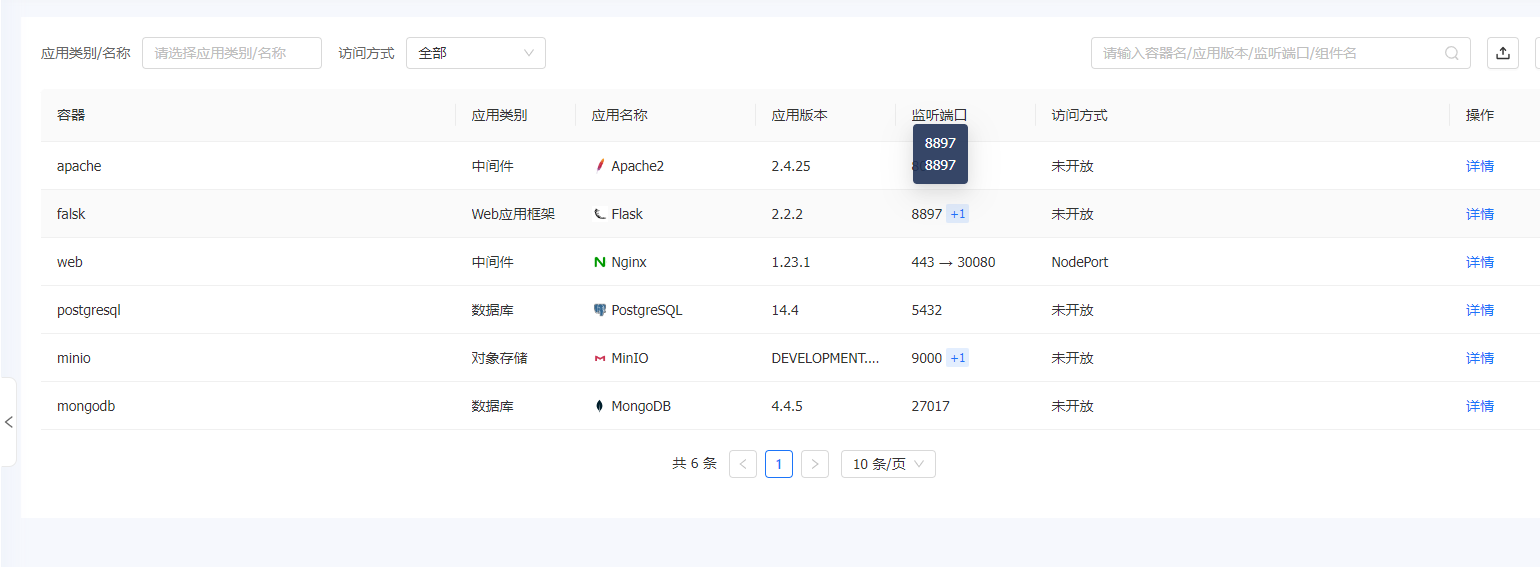 应用类别/名称 请选择应用类别/名称 访问方式 全部 请输入容器名/应用版本/监听端口/组件名
容器 应用类别 应用名称 应用版本 监听端口 访问方式 操作
8897
8897
apache 中间件 Apache2 2.4.25 未开放 详情
falsk Web应用框架 Flask 2.2.2 8897 +1 未开放 详情
web 中间件 Nginx 1.23.1 443 → 30080 NodePort 详情
postgresql 数据库 PostgreSQL 14.4 5432 未开放 详情
minio 对象存储 MinIO DEVELOPMENT.... 9000 +1 未开放 详情
mongodb 数据库 MongoDB 4.4.5 27017 未开放 详情
共 6 条 < 1 > 10 条/页